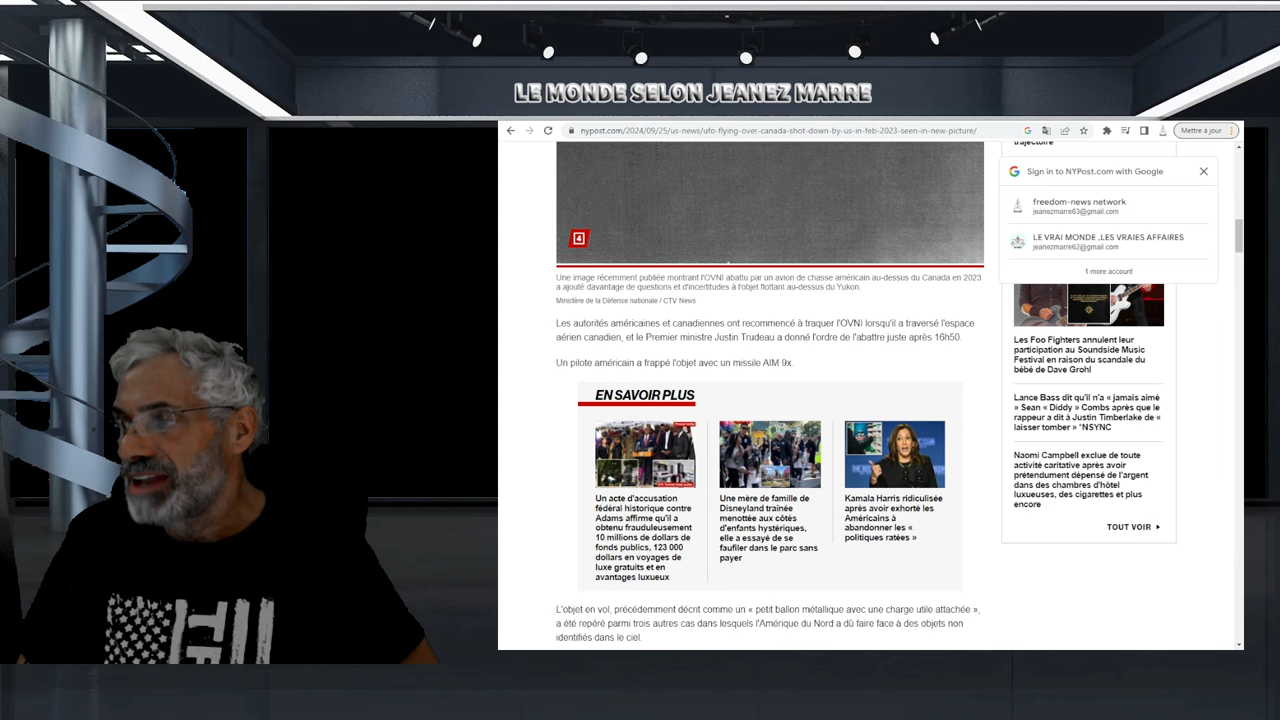 LE MONDE SELON JEANEZ MARRE
nypost.com/2024/09/25/us-news/ufo-flying-over-canada-shot-down-by-us-in-feb-2023-seen-in-new-picture/
Mettre à jour
trajectoire
Sign in to NYPost.com with Google
freedom-news network
jeanezmarre63@gmail.com
LE VRAI MONDE ,LES VRAIES AFFAIRES
jeanezmarre62@gmail.com
1 more account
4
Une image récemment publiée montrant l'OVNI abattu par un avion de chasse américain au-dessus du Canada en 2023
a ajouté davantage de questions et d'incertitudes à l'objet flottant au-dessus du Yukon.
Ministère de la Défense nationale / CTV News
Les autorités américaines et canadiennes ont recommencé à traquer l'OVNI lorsqu'il a traversé l'espace
aérien canadien, et le Premier ministre Justin Trudeau a donné l'ordre de l'abattre juste après 16h50.
Un pilote américain a frappé l'objet avec un missile AIM 9x.
EN SAVOIR PLUS
Un acte d'accusation
fédéral historique contre
Adams affirme qu'il a
obtenu frauduleusement
10 millions de dollars de
fonds publics, 123 000
dollars en voyages de
luxe gratuits et en
avantages luxueux
Une mère de famille de
Disneyland traînée
menottée aux côtés
d'enfants hystériques,
elle a essayé de se
faufiler dans le parc sans
payer
Kamala Harris ridiculisée
après avoir exhorté les
Américains à
abandonner les «
politiques ratées »
L'objet en vol, précédemment décrit comme un « petit ballon métallique avec une charge utile attachée »,
a été repéré parmi trois autres cas dans lesquels l'Amérique du Nord a dû faire face à des objets non
identifiés dans le ciel.
Les Foo Fighters annulent leur
participation au Soundside Music
Festival en raison du scandale du
bébé de Dave Grohl
Lance Bass dit qu'il n'a « jamais aimé
» Sean « Diddy » Combs après que le
rappeur a dit à Justin Timberlake de «
laisser tomber » *NSYNC
Naomi Campbell exclue de toute
activité caritative après avoir
prétendument dépensé de l'argent
dans des chambres d'hôtel
luxueuses, des cigarettes et plus
encore
TOUT VOIR